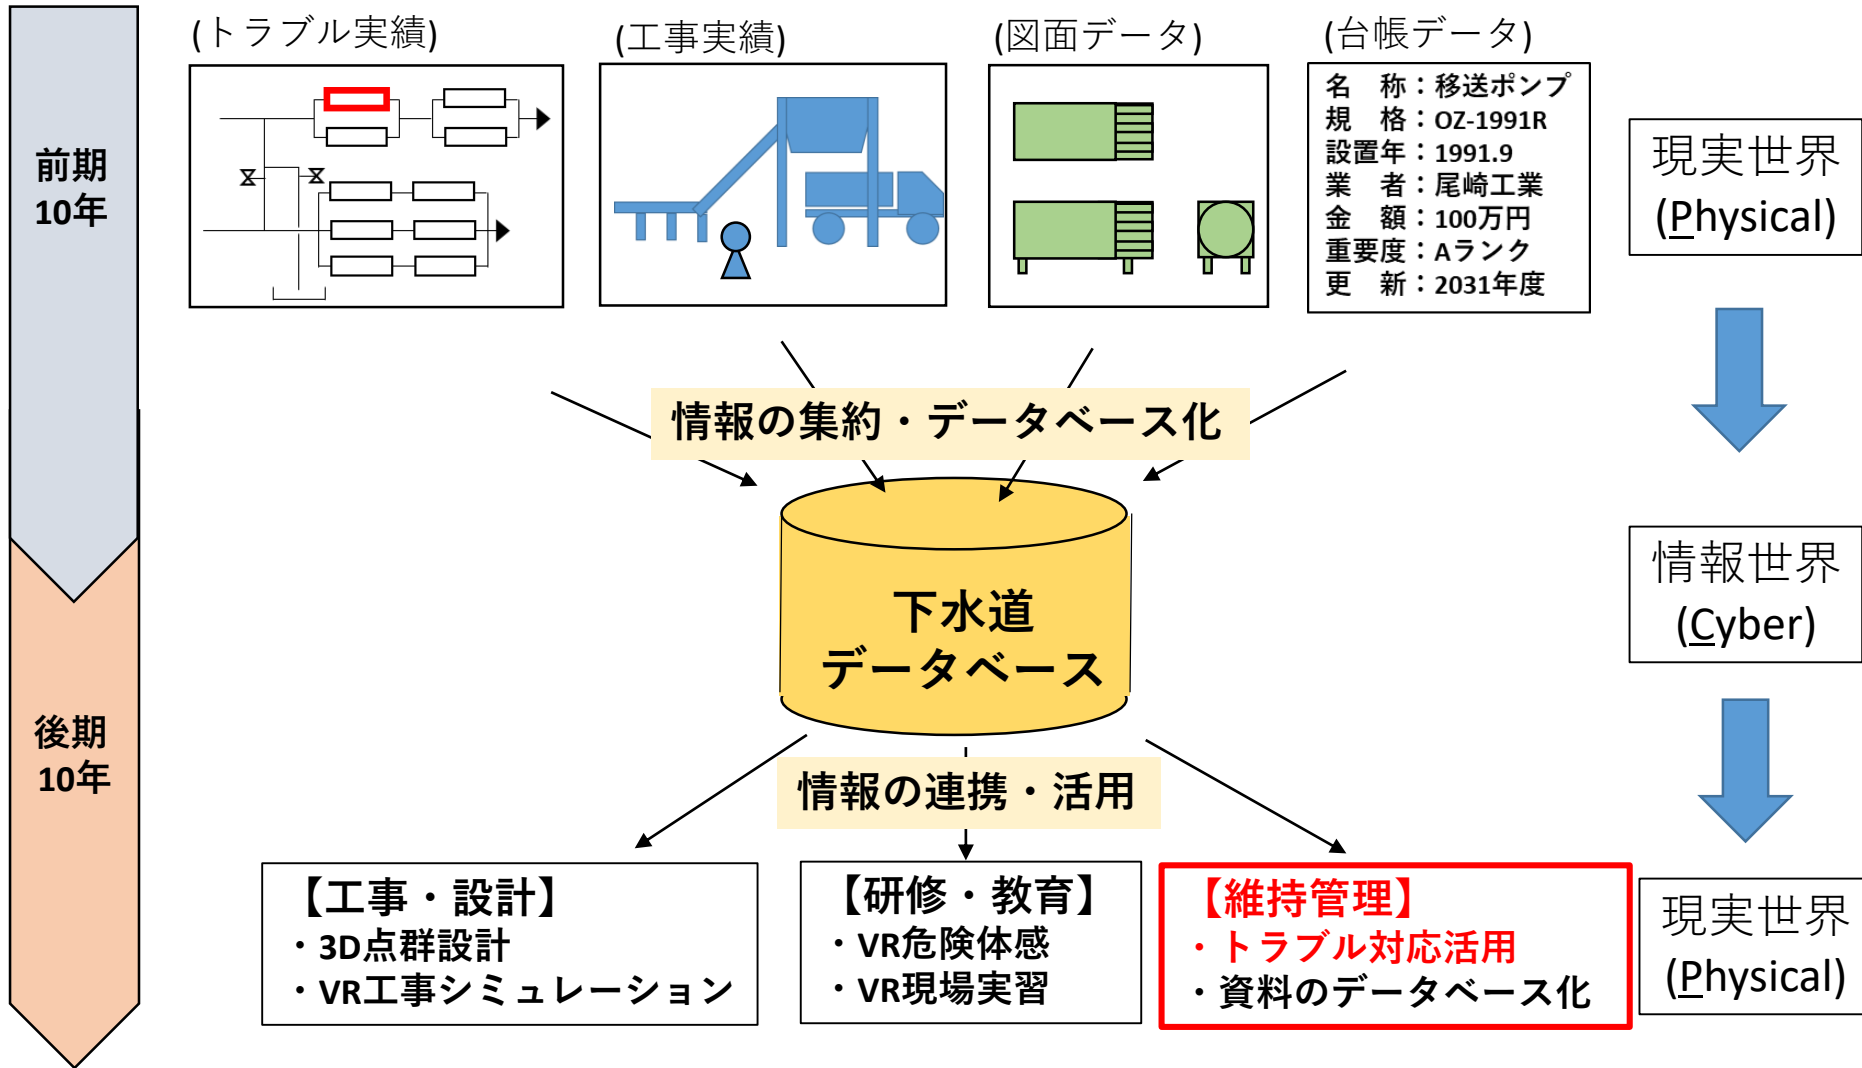 (トラブル実績)
(工事実績)
(図面データ)
(台帳データ)
名　称：移送ポンプ
規　格：OZ-1991R
設置年：1991.9
業　者：尾崎工業
金　額：100万円
重要度：Aランク
更　新：2031年度
前期
10年
現実世界
(Physical)
情報の集約・データベース化
下水道
データベース
情報世界
(Cyber)
後期
10年
情報の連携・活用
【工事・設計】
・3D点群設計
・VR工事シミュレーション
【研修・教育】
・VR危険体感
・VR現場実習
【維持管理】
・トラブル対応活用
・資料のデータベース化
現実世界
(Physical)